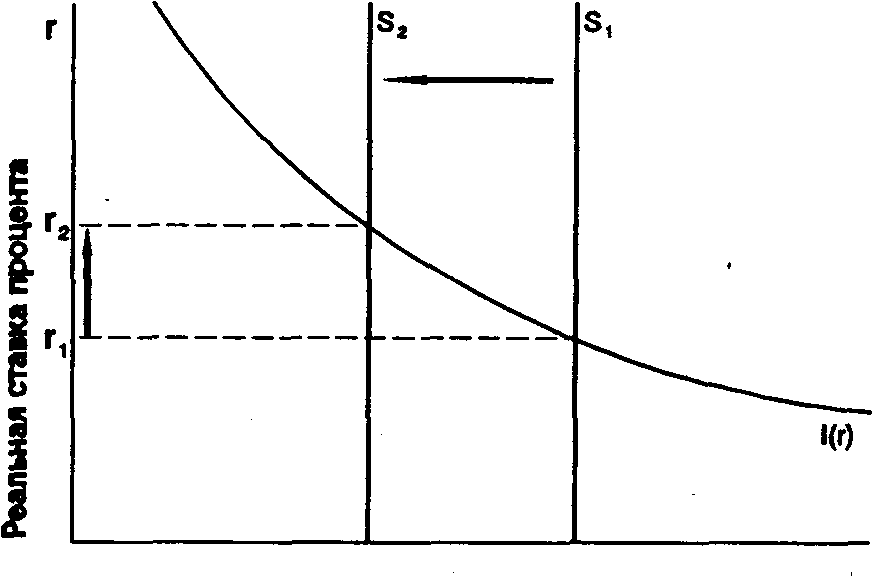 r
S₂
S₁
Реальная ставка процента
r₂
r₁
I(r)